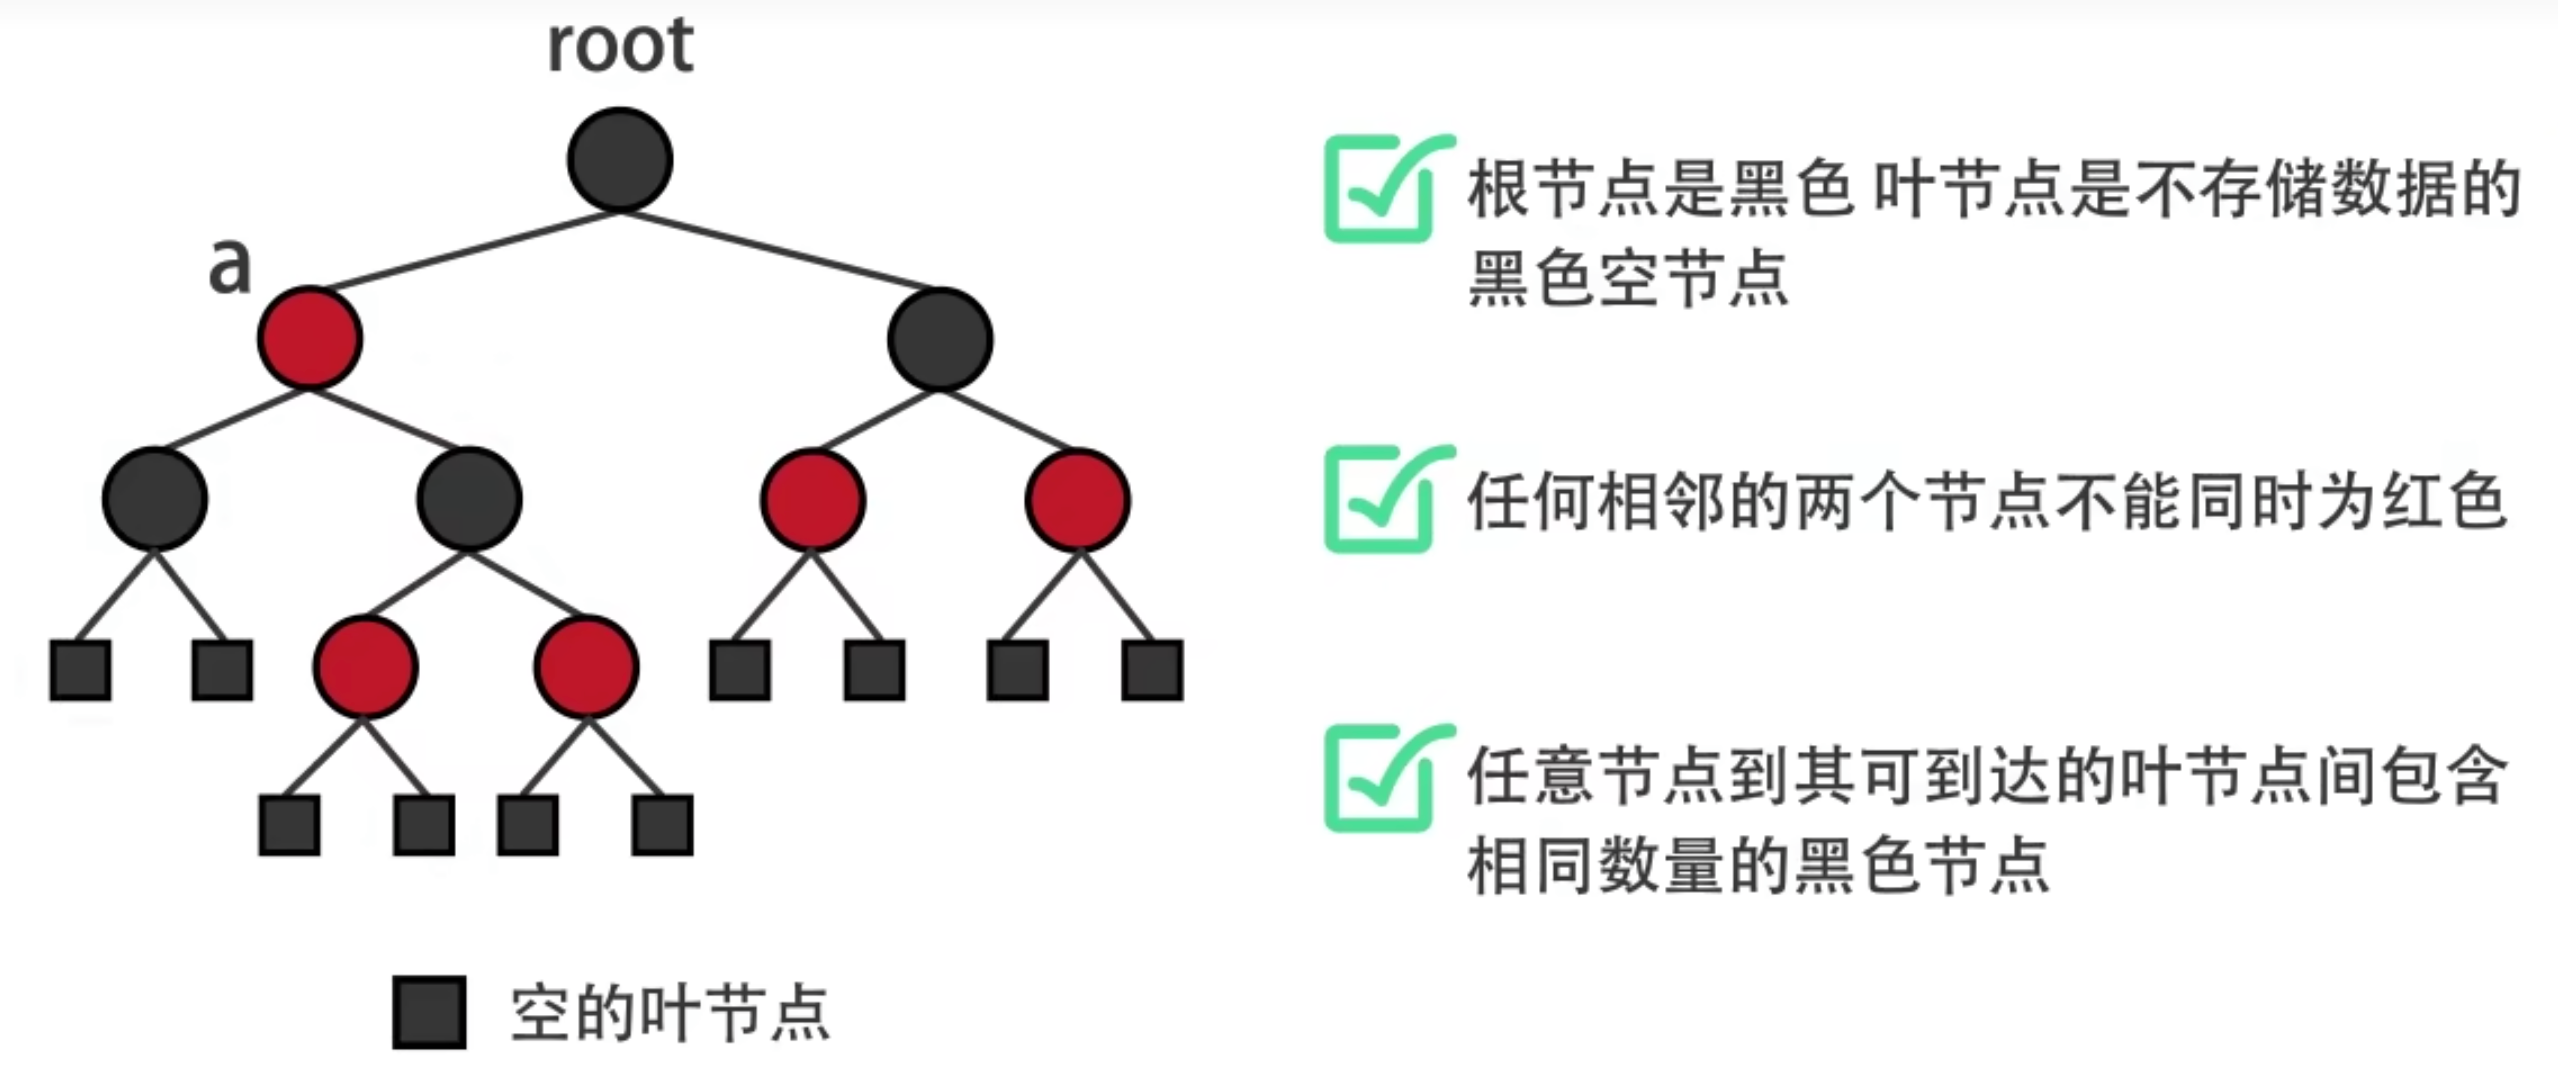 root
a
根节点是黑色 叶节点是不存储数据的
黑色空节点
任何相邻的两个节点不能同时为红色
任意节点到其可到达的叶节点间包含
相同数量的黑色节点
空的叶节点